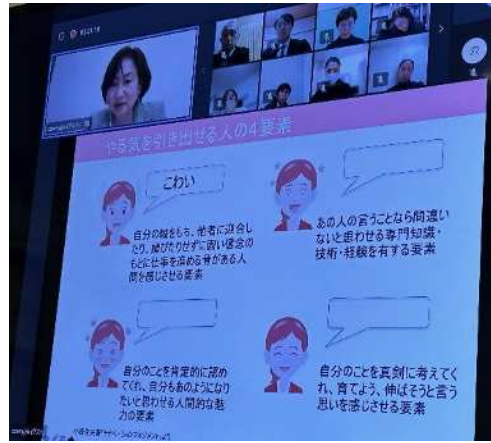 やる気を引き出せる人の4要素
こわい
自分の核をもち、他者に迎合し
たり、媚びたりせずに固い信念の
もとに仕事を進める骨がある人
間を感じさせる要素
あの人の言うことなら間違い
ないと思わせる専門知識・
技術・経験を有する要素
自分のことを肯定的に認め
てくれ、自分もあのようになり
たいと思わせる人間的な魅
力の要素
自分のことを真剣に考えてく
れ、育てよう、伸ばそうと言う
思いを感じさせる要素